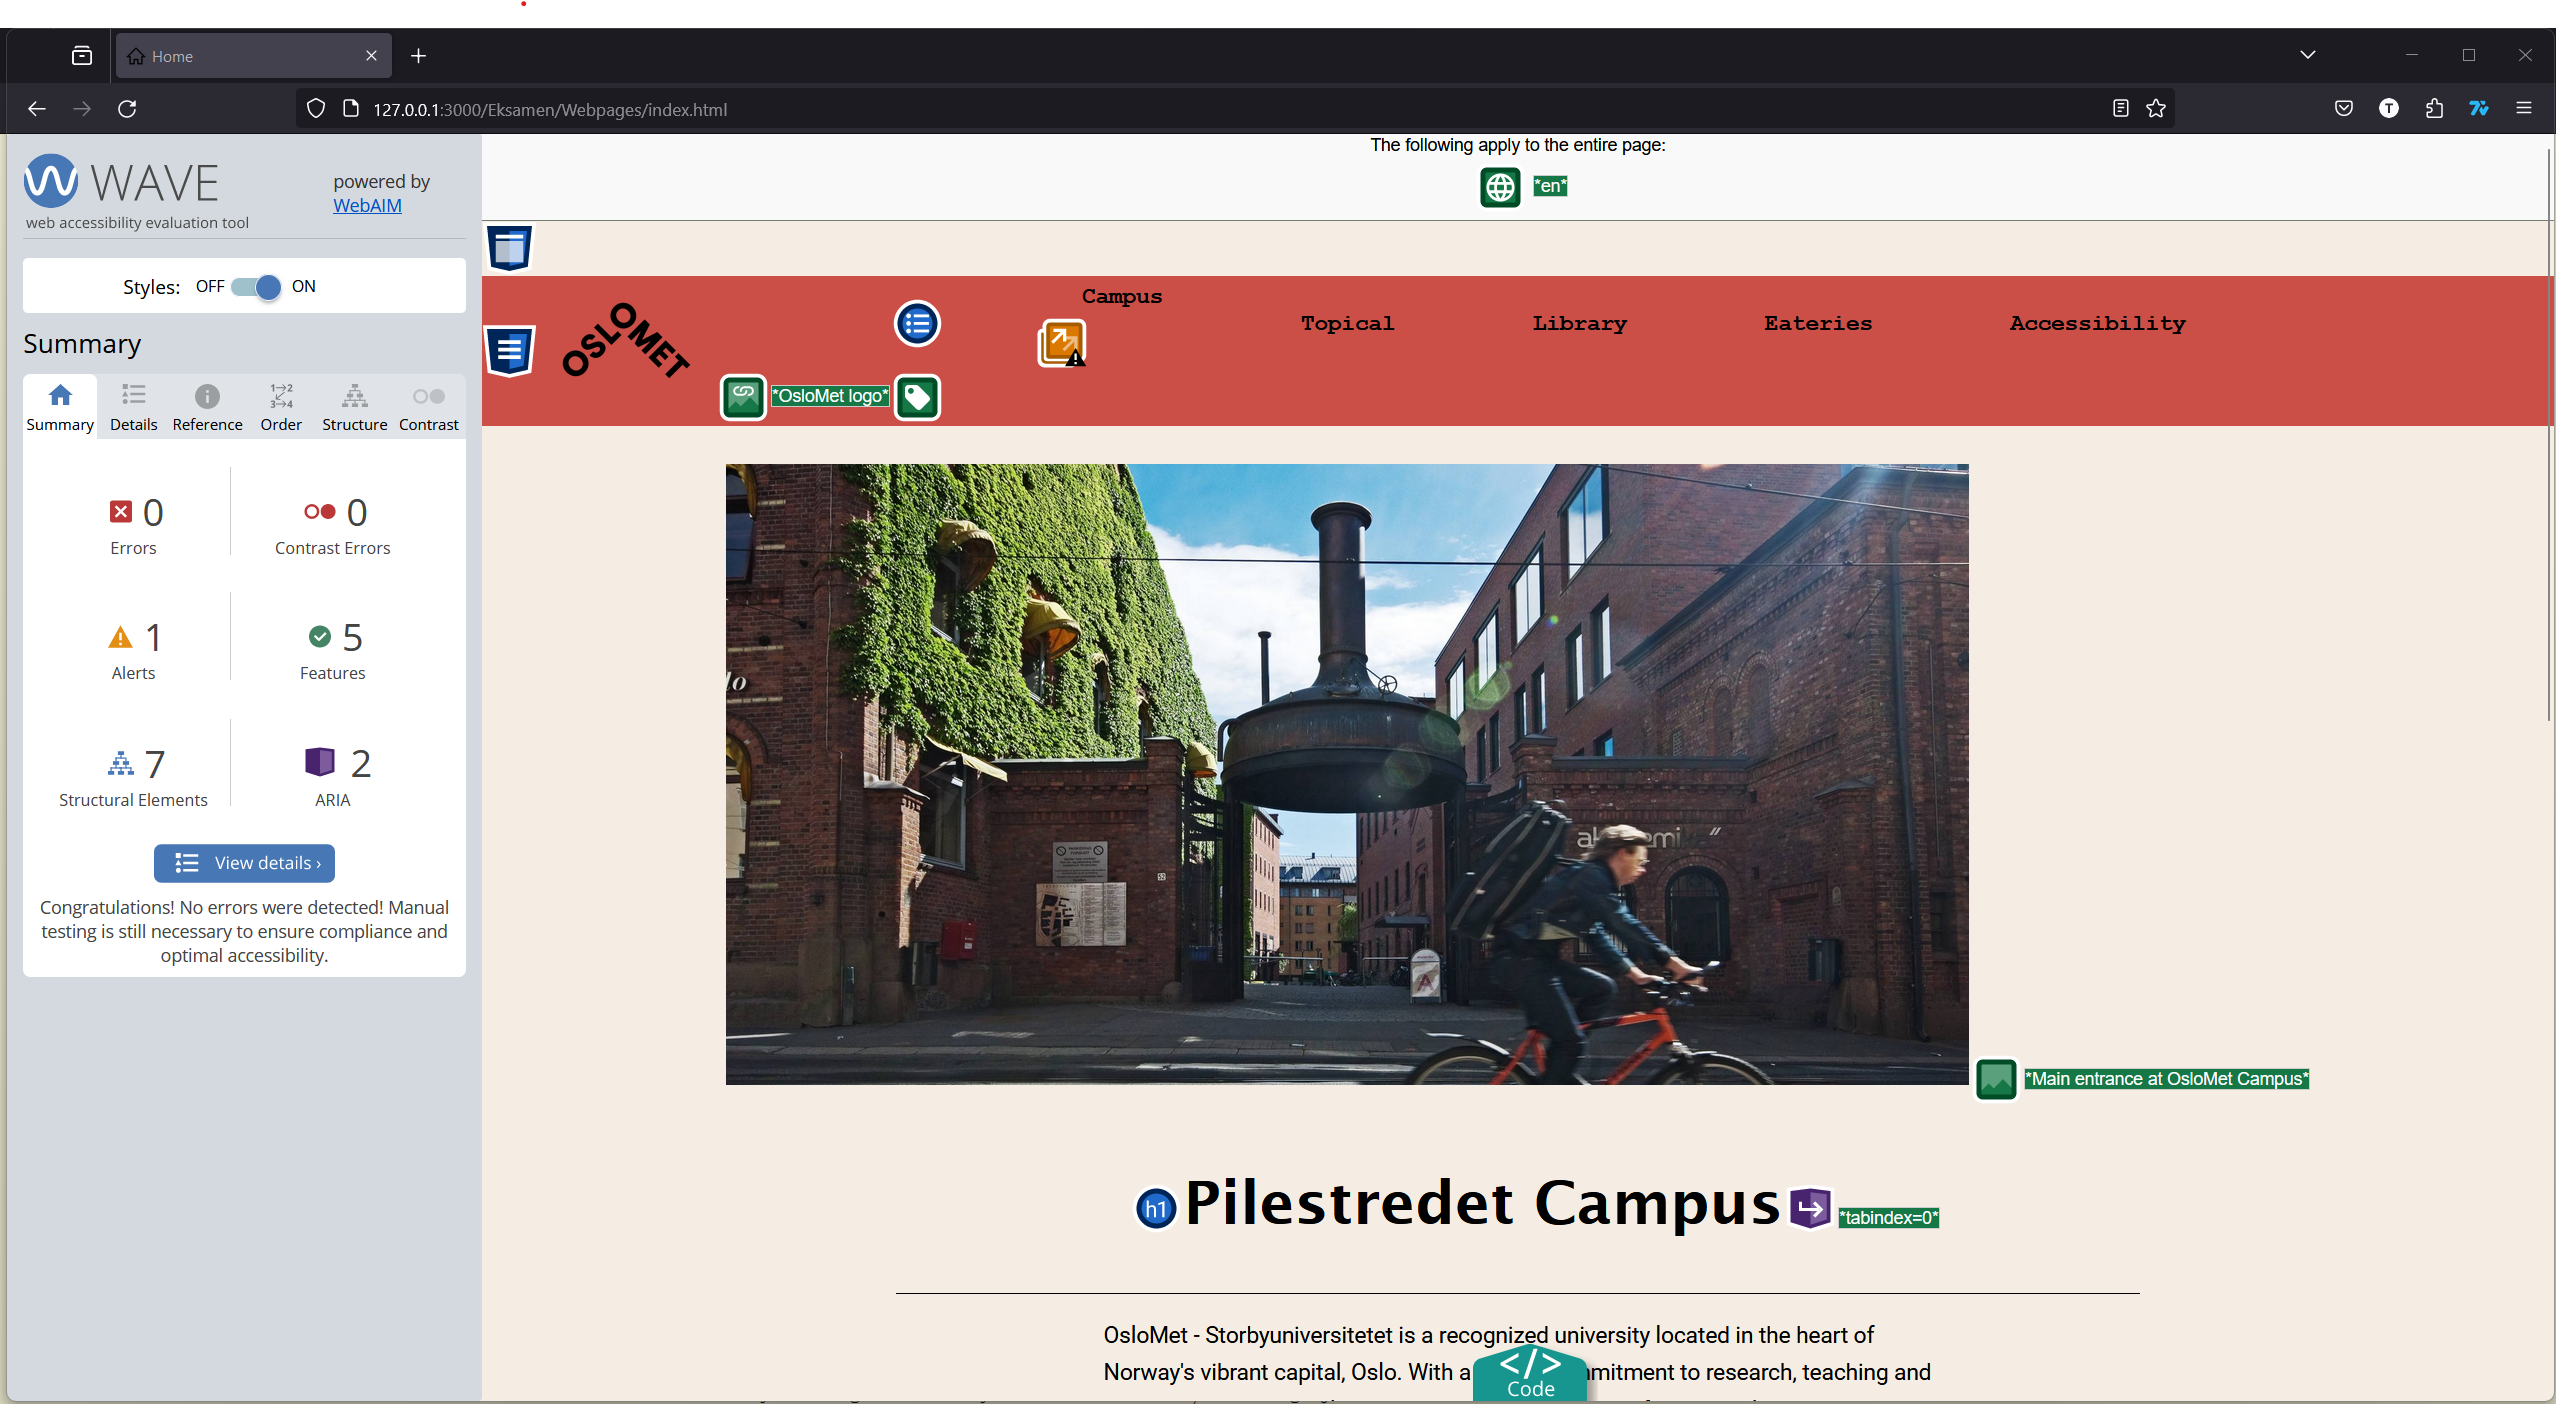 Home
127.0.0.1:3000/Eksamen/Webpages/index.html
WAVE
web accessibility evaluation tool
powered by
WebAIM
Styles: OFF ON
Summary
Summary Details Reference Order Structure Contrast
0 Errors
0 Contrast Errors
1 Alerts
5 Features
7 Structural Elements
2 ARIA
View details ›
Congratulations! No errors were detected! Manual
testing is still necessary to ensure compliance and
optimal accessibility.
The following apply to the entire page:
*en*
OSLOMET
*OsloMet logo*
Campus
Topical
Library
Eateries
Accessibility
*Main entrance at OsloMet Campus*
h1 Pilestredet Campus *tabindex=0*
OsloMet - Storbyuniversitetet is a recognized university located in the heart of
Norway's vibrant capital, Oslo. With a mmitment to research, teaching and
</> Code